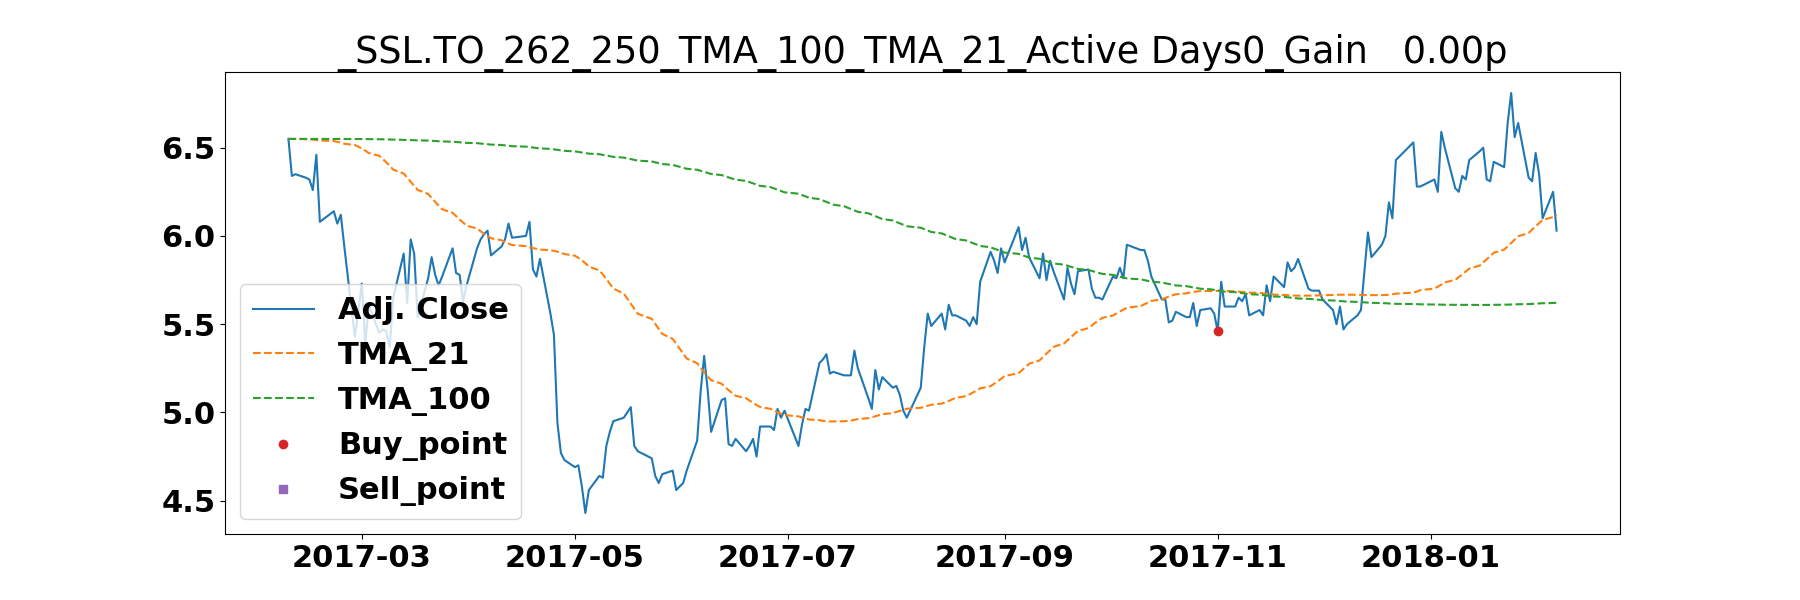 _SSL.TO_262_250_TMA_100_TMA_21_Active Days0_Gain   0.00p
6.5
6.0
5.5
5.0
4.5
Adj. Close
TMA_21
TMA_100
Buy_point
Sell_point
2017-03 2017-05 2017-07 2017-09 2017-11 2018-01